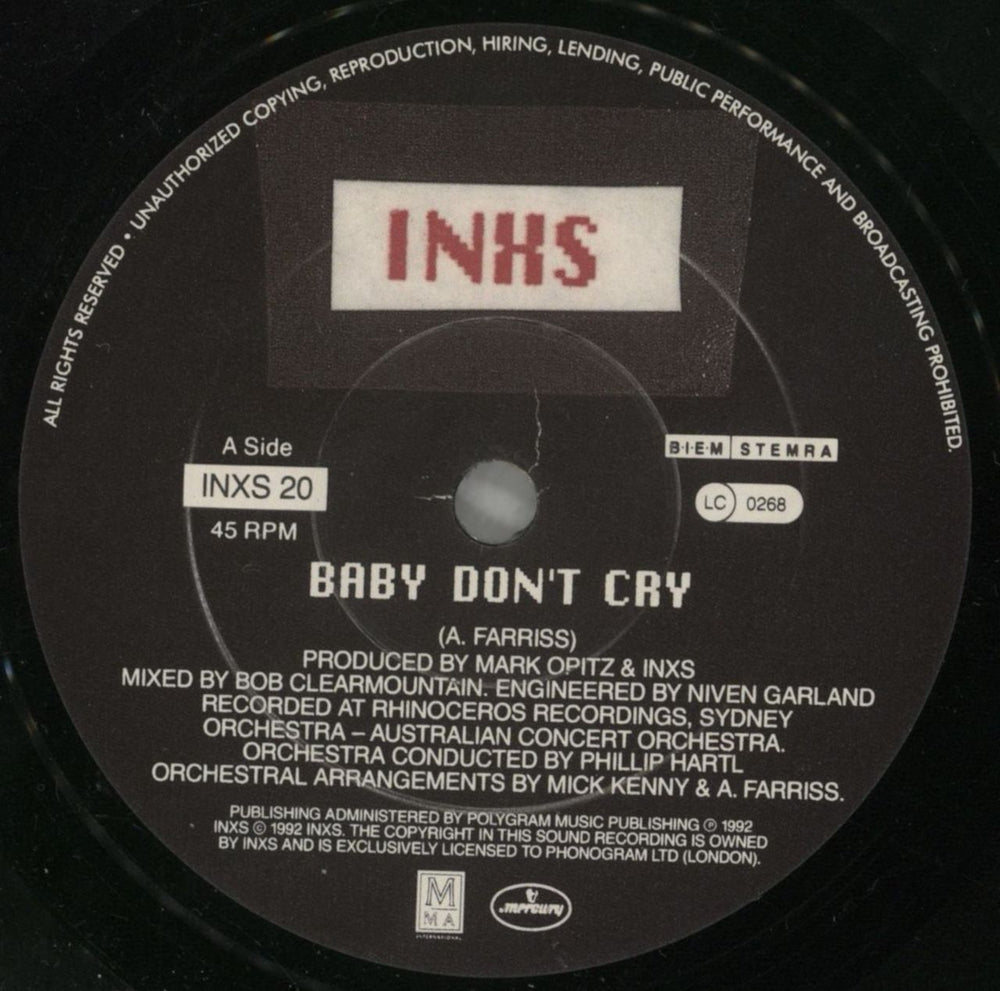 ALL RIGHTS RESERVED • UNAUTHORIZED COPYING, REPRODUCTION, HIRING, LENDING, PUBLIC PERFORMANCE AND BROADCASTING PROHIBITED.
INXS
A Side
INXS 20
45 RPM
B·I·E·M STEMRA
LC 0268
BABY DON'T CRY
(A. FARRISS)
PRODUCED BY MARK OPITZ & INXS
MIXED BY BOB CLEARMOUNTAIN. ENGINEERED BY NIVEN GARLAND
RECORDED AT RHINOCEROS RECORDINGS, SYDNEY
ORCHESTRA – AUSTRALIAN CONCERT ORCHESTRA.
ORCHESTRA CONDUCTED BY PHILLIP HARTL
ORCHESTRAL ARRANGEMENTS BY MICK KENNY & A. FARRISS.
PUBLISHING ADMINISTERED BY POLYGRAM MUSIC PUBLISHING ℗ 1992
INXS © 1992 INXS. THE COPYRIGHT IN THIS SOUND RECORDING IS OWNED
BY INXS AND IS EXCLUSIVELY LICENSED TO PHONOGRAM LTD (LONDON).
M
MMA
INTERNATIONAL
mercury